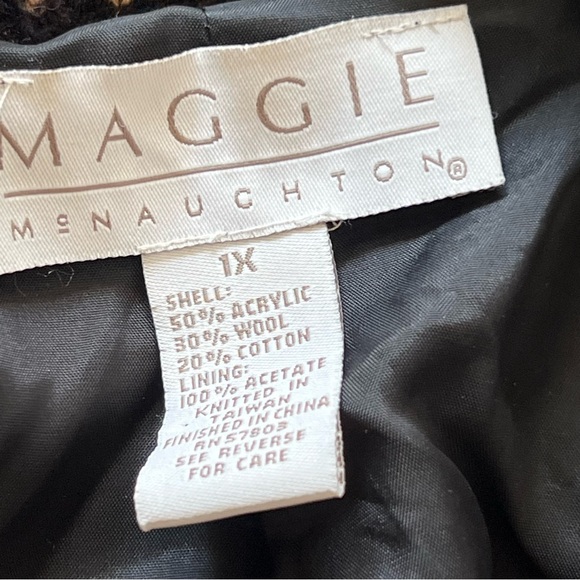 MAGGIE
McNAUGHTON®
1X
SHELL:
50% ACRYLIC
30% WOOL
20% COTTON
LINING:
100% ACETATE
KNITTED IN
TAIWAN
FINISHED IN CHINA
RN 57803
SEE REVERSE
FOR CARE